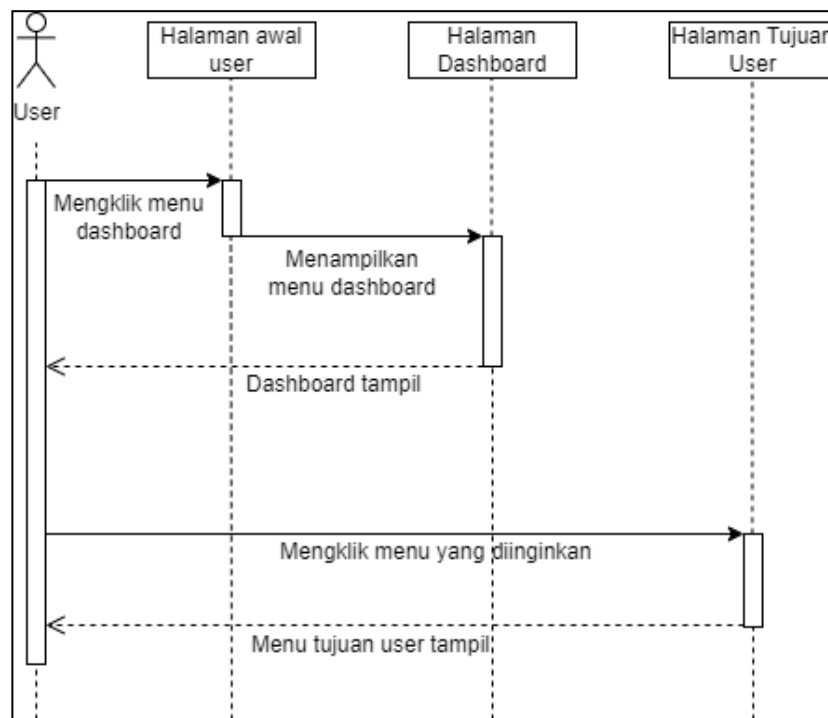 Halaman awal
user
Halaman
Dashboard
Halaman Tujuan
User
User
Mengklik menu
dashboard
Menampilkan
menu dashboard
Dashboard tampil
Mengklik menu yang diinginkan
Menu tujuan user tampil